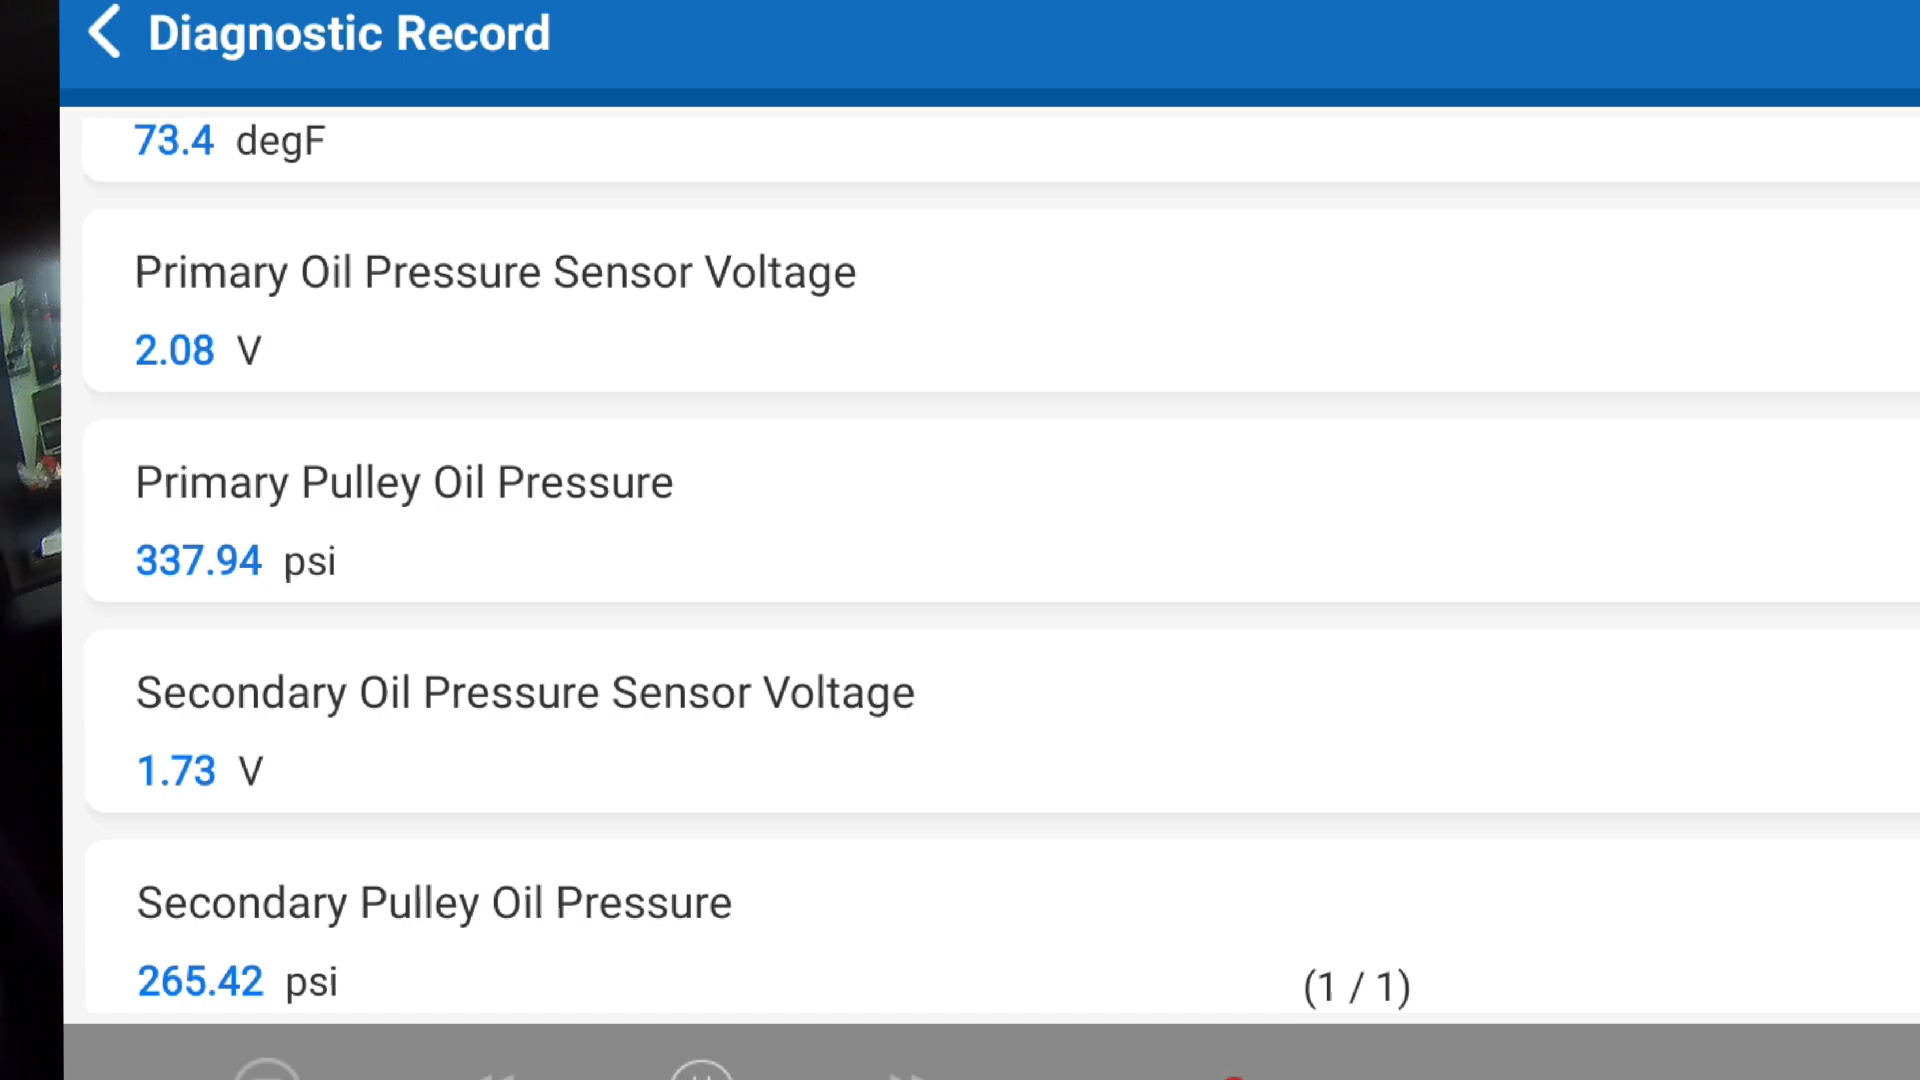 Diagnostic Record
73.4 degF
Primary Oil Pressure Sensor Voltage
2.08 V
Primary Pulley Oil Pressure
337.94 psi
Secondary Oil Pressure Sensor Voltage
1.73 V
Secondary Pulley Oil Pressure
265.42 psi
(1 / 1)